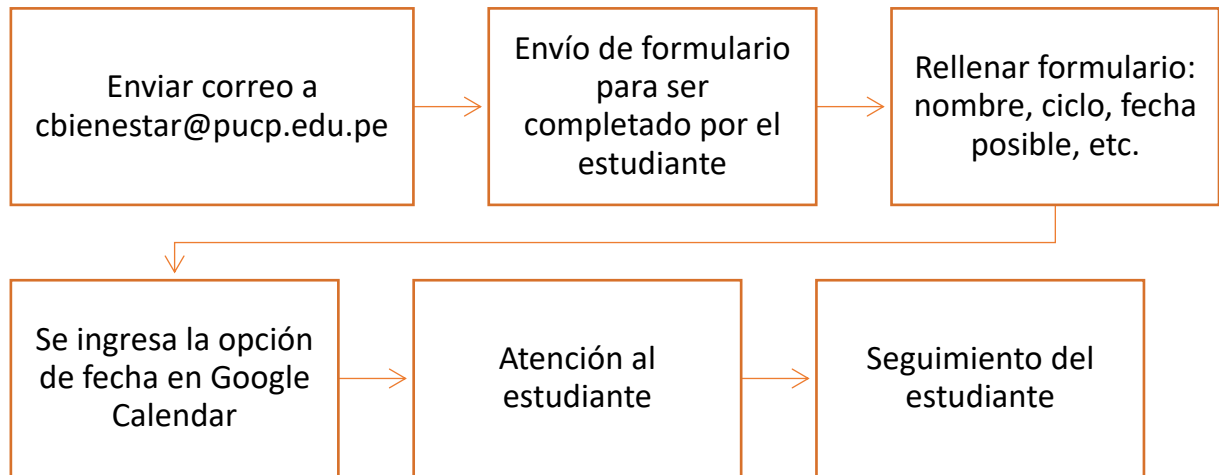 Enviar correo a
cbienestar@pucp.edu.pe
Envío de formulario
para ser
completado por el
estudiante
Rellenar formulario:
nombre, ciclo, fecha
posible, etc.
Se ingresa la opción
de fecha en Google
Calendar
Atención al
estudiante
Seguimiento del
estudiante